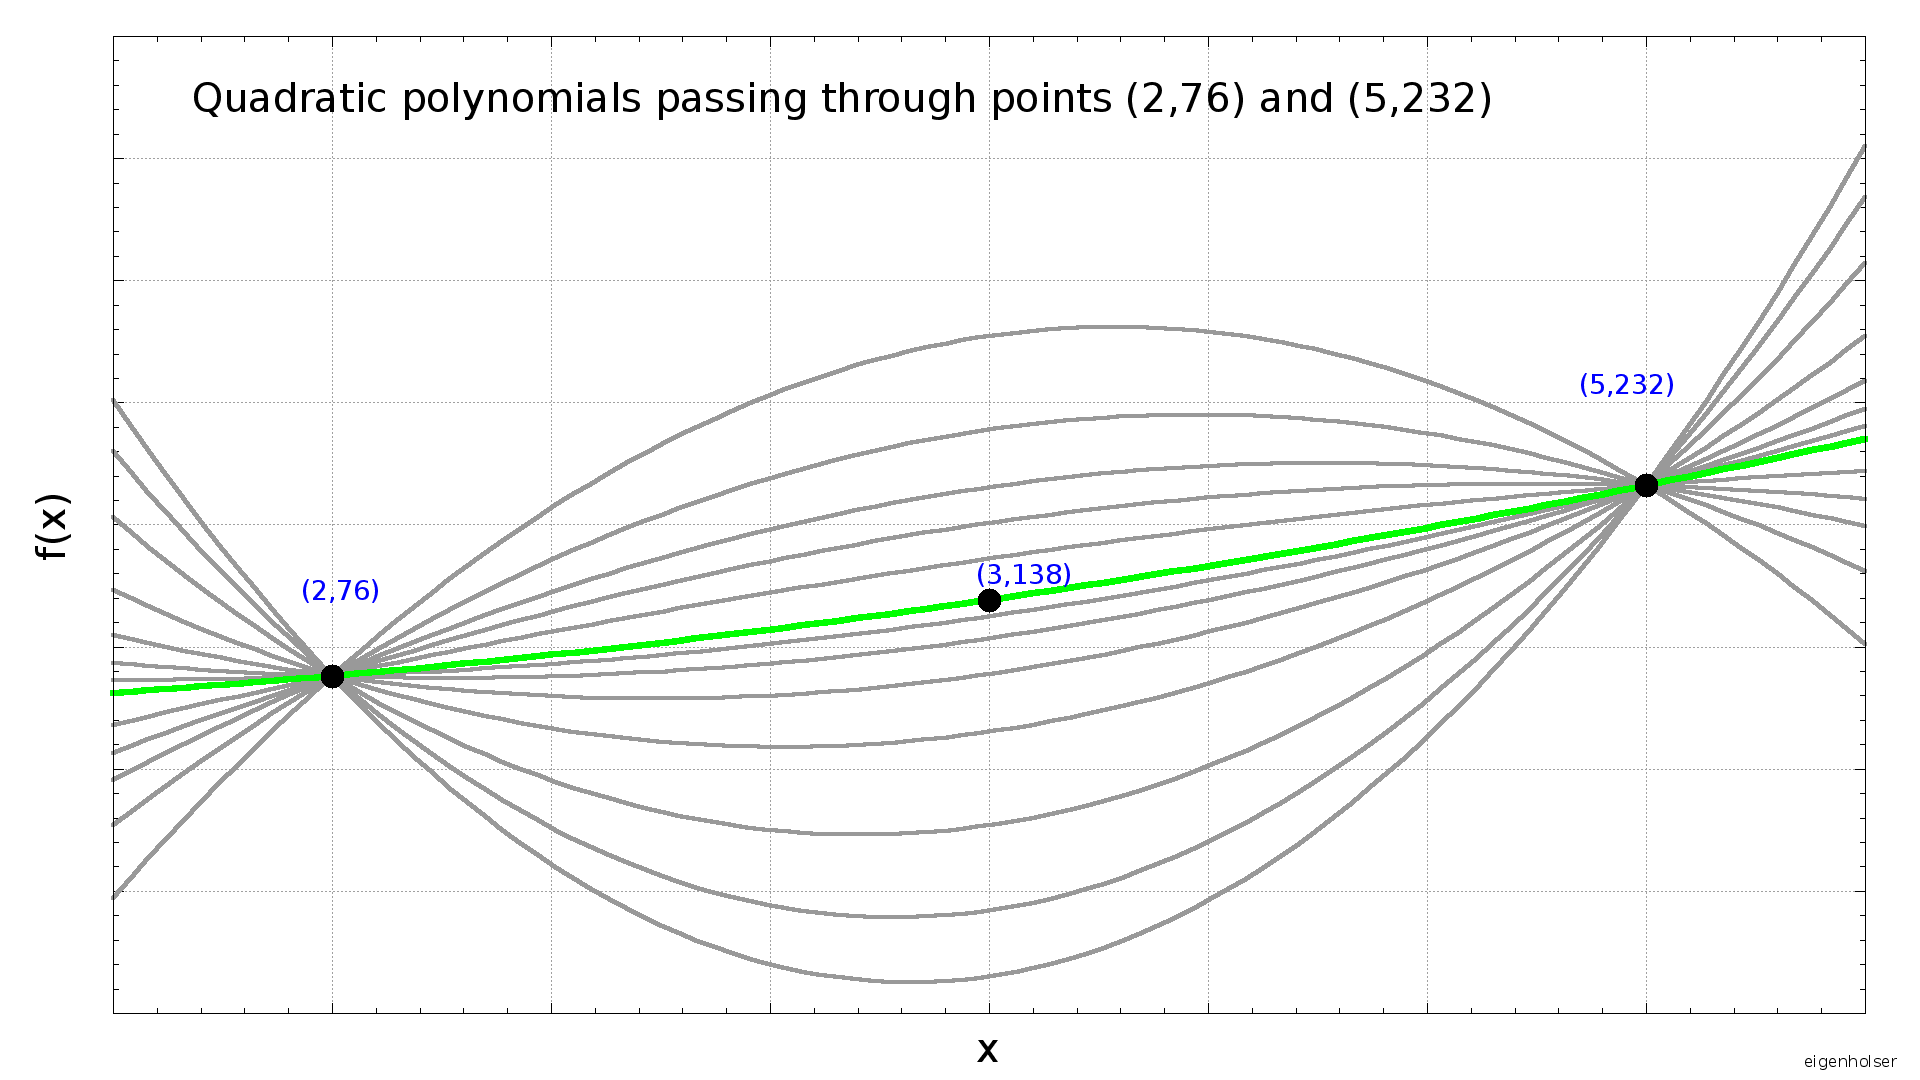 Quadratic polynomials passing through points (2,76) and (5,232)
(5,232)
f(x)
(3,138)
(2,76)
x
eigenholser